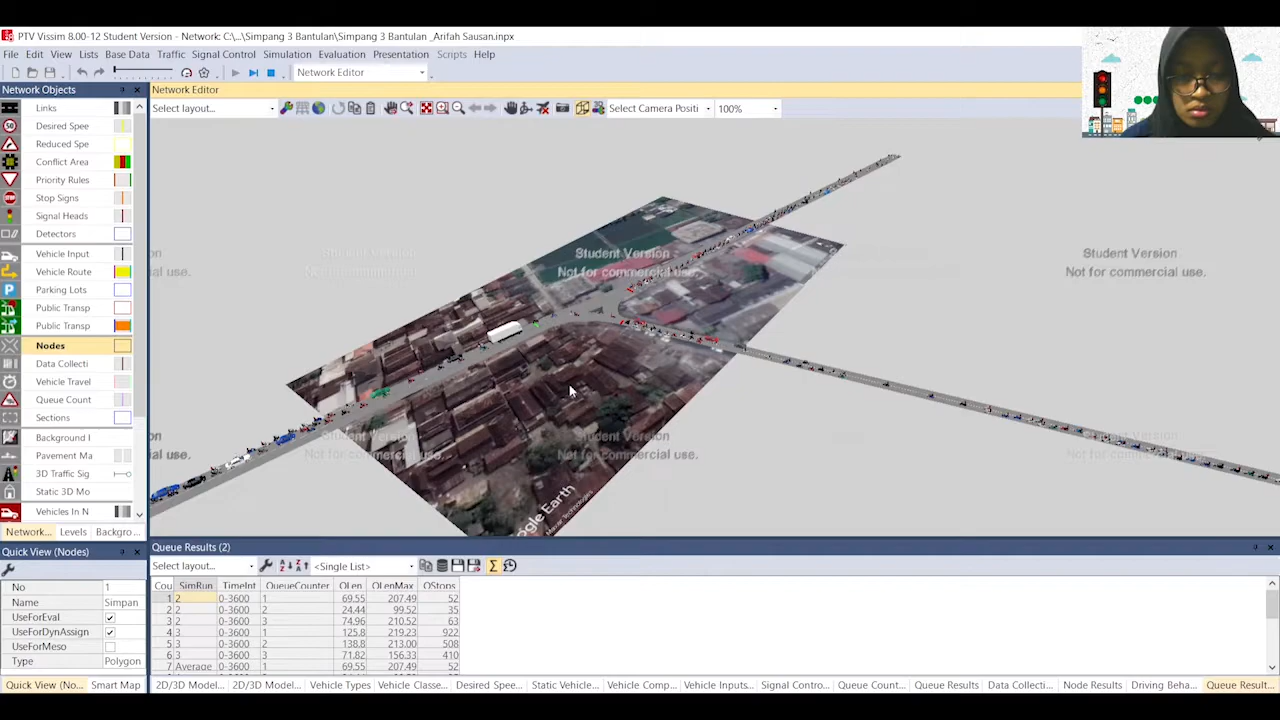 PTV Vissim 8.00-12 Student Version - Network: C:\...\Simpang 3 Bantulan\Simpang 3 Bantulan _Arifah Sausan.inpx
File Edit View Lists Base Data Traffic Signal Control Simulation Evaluation Presentation Scripts Help
Network Editor
Network Objects
Network Editor
Select layout...
Select Camera Positi
100%
Links
Desired Spee
Reduced Spe
Conflict Area
Priority Rules
Stop Signs
Signal Heads
Detectors
Vehicle Input
Vehicle Route
Parking Lots
Public Transp
Public Transp
Nodes
Data Collecti
Vehicle Travel
Queue Count
Sections
Background I
Pavement Ma
3D Traffic Sig
Static 3D Mo
Vehicles In N
Network... Levels Backgro...
Student Version
Not for commercial use.
Student Version
Not for commercial use.
Student Version
Not for commercial use.
Student Version
Not for commercial use.
Student Version
Not for commercial use.
Quick View (Nodes)
No 1
Name Simpan
UseForEval
UseForDynAssign
UseForMeso
Type Polygon
Quick View (No... Smart Map
Queue Results (2)
Select layout...
<Single List>
Cou SimRun TimeInt QueueCounter QLen QLenMax QStops
1 2 0-3600 1 69.55 207.49 52
2 2 0-3600 2 24.44 99.52 35
3 2 0-3600 3 74.96 210.52 63
4 3 0-3600 1 125.8 219.23 922
5 3 0-3600 2 138.8 213.00 508
6 3 0-3600 3 71.82 156.33 410
7 Average 0-3600 1 69.55 207.49 52
2D/3D Model... 2D/3D Model... Vehicle Types Vehicle Classe... Desired Spee... Static Vehicle... Vehicle Comp... Vehicle Inputs... Signal Contro... Queue Count... Queue Results Data Collecti... Node Results Driving Beha... Queue Result...